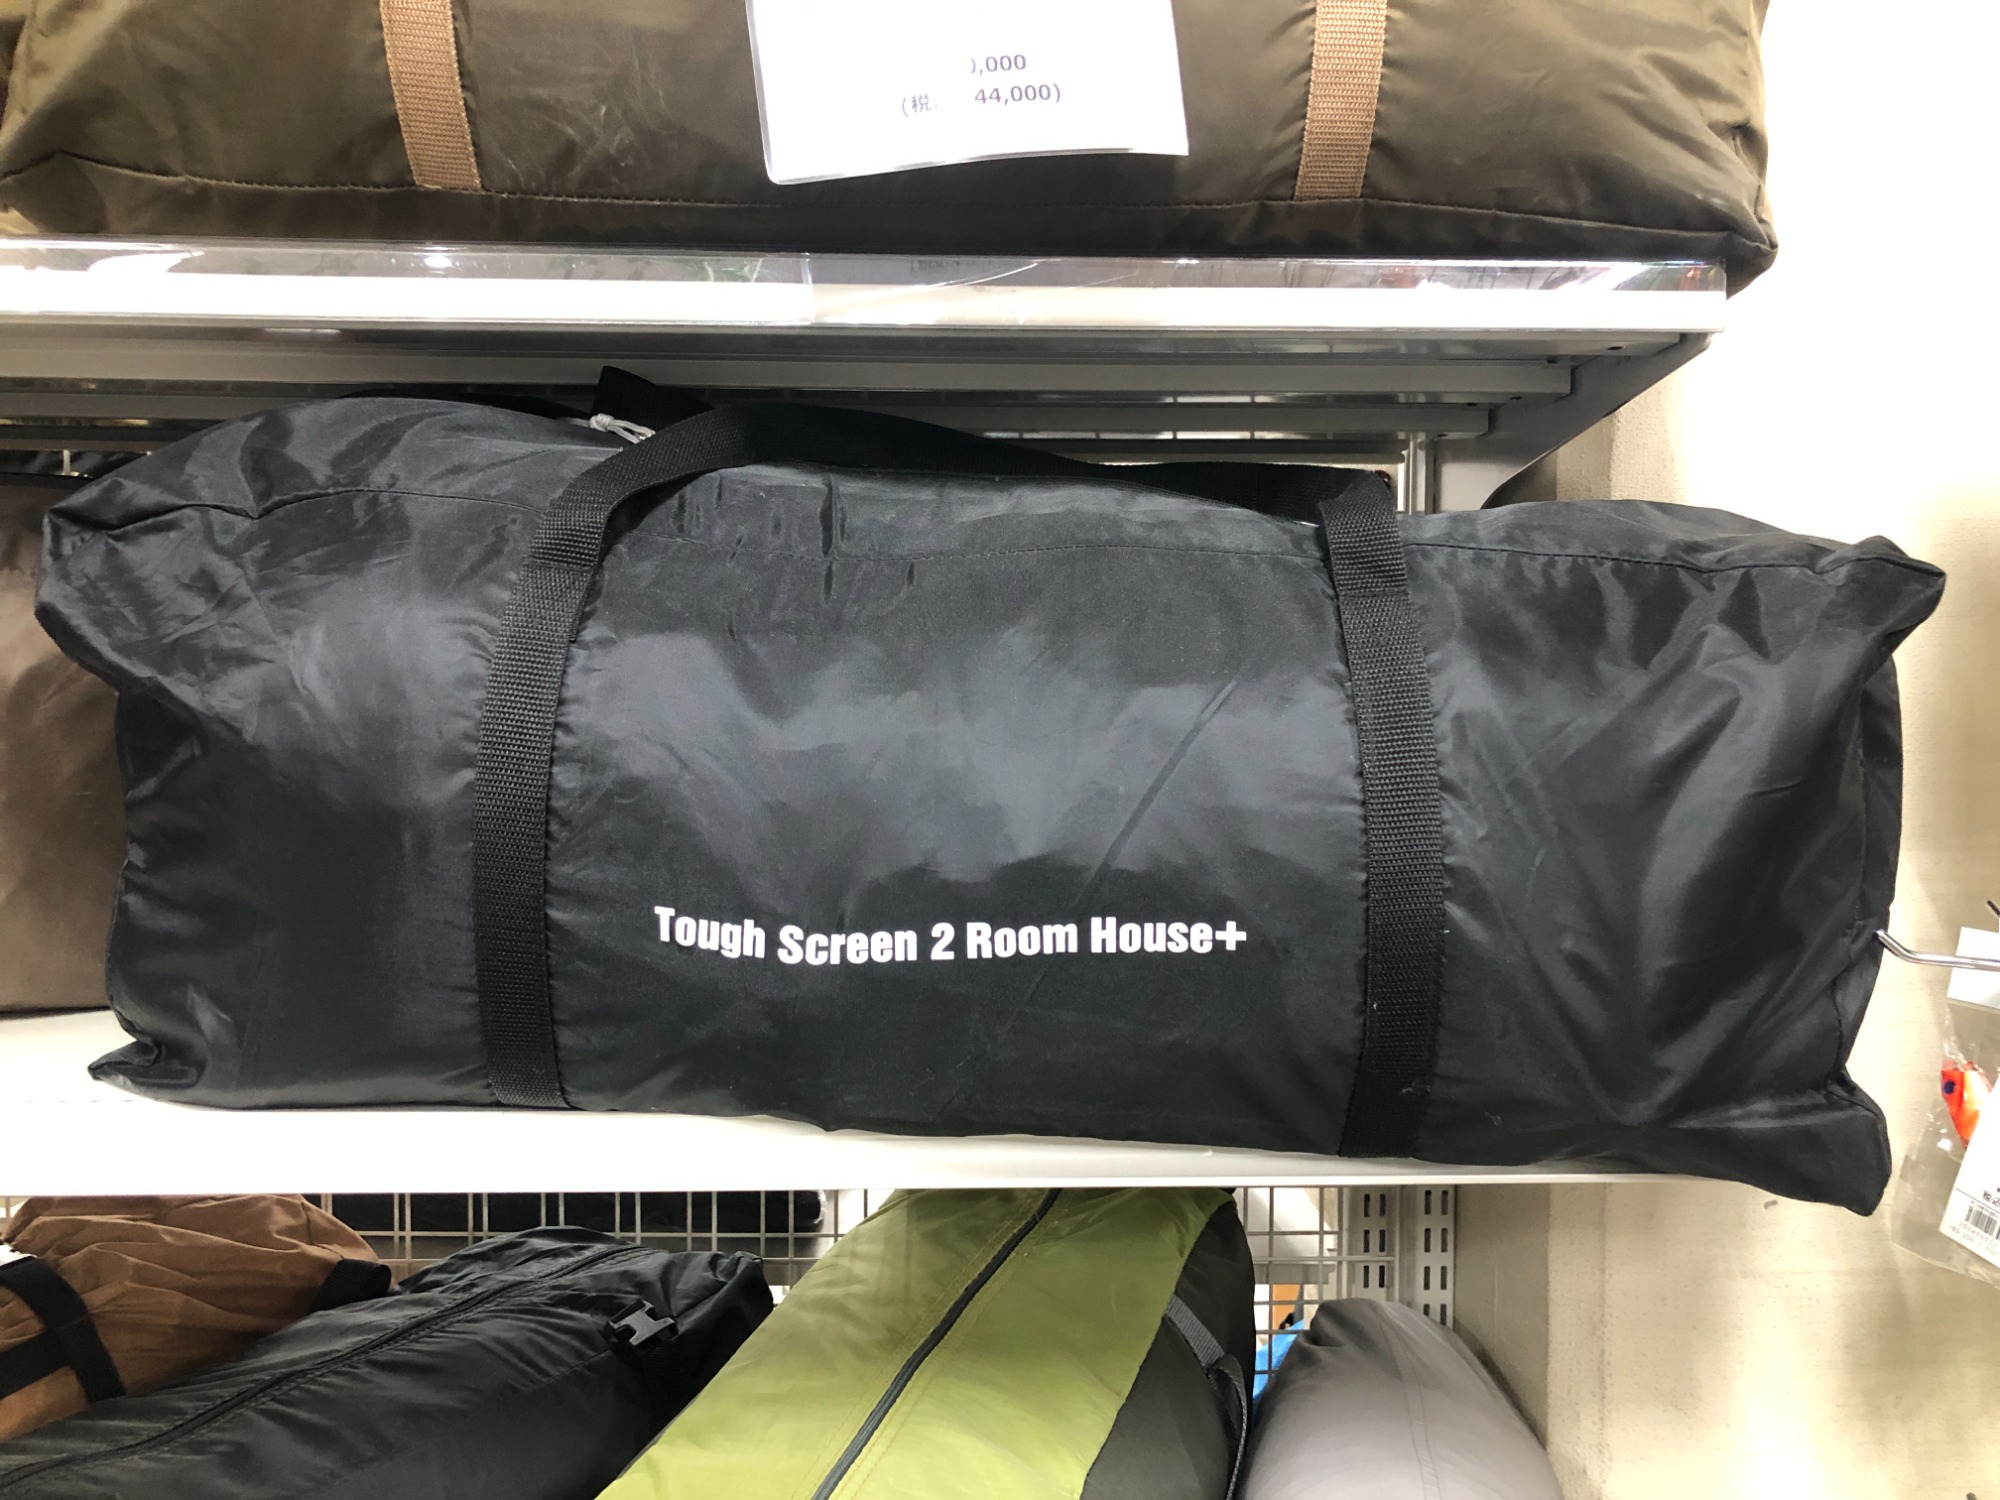 ,000
(税 44,000)
Tough Screen 2 Room House+